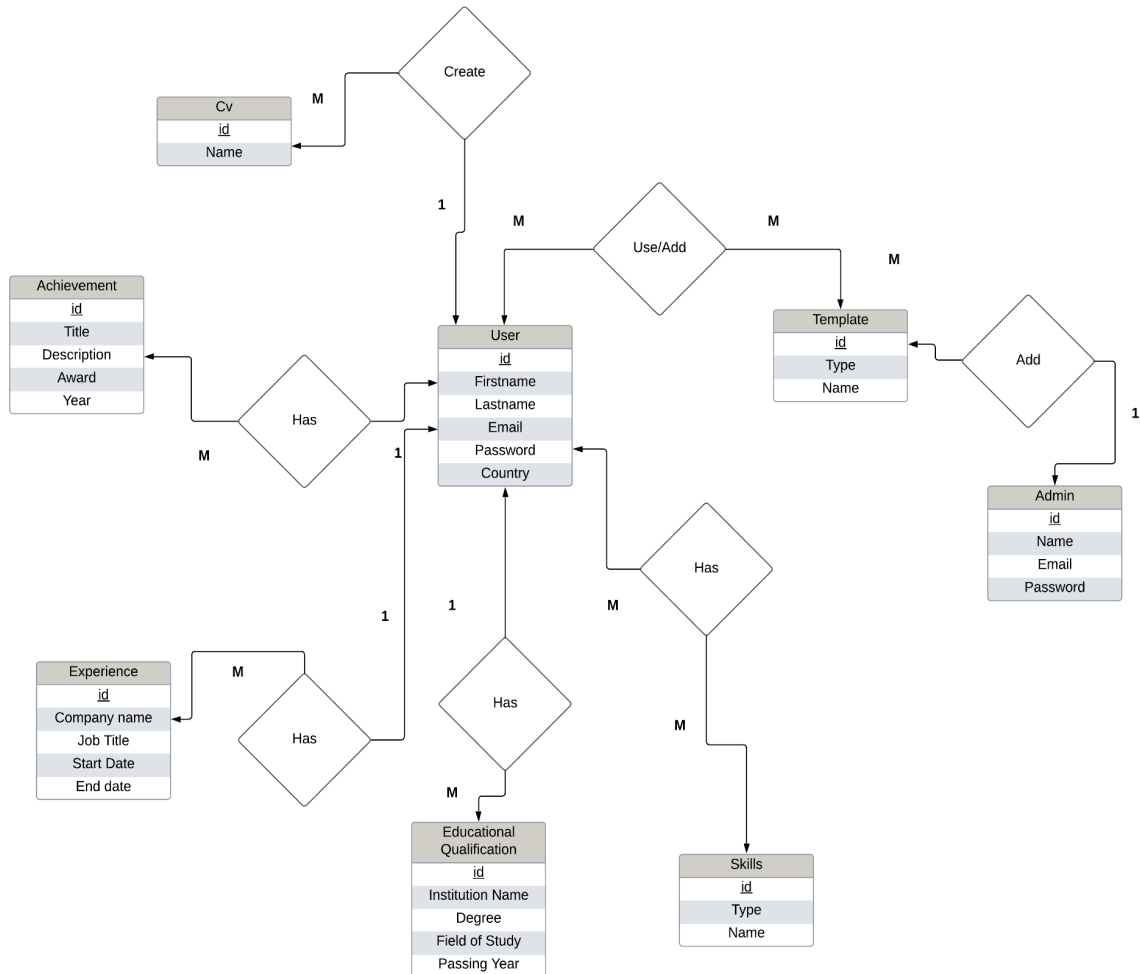 Create
M
Cv
id
Name
1
M
Use/Add
M
M
Achievement
id
Title
Description
Award
Year
User
id
Firstname
Lastname
Email
Password
Country
Template
id
Type
Name
Add
1
Has
M
1
Admin
id
Name
Email
Password
Has
M
1
1
Experience
id
Company name
Job Title
Start Date
End date
M
Has
Has
M
M
Educational
Qualification
id
Institution Name
Degree
Field of Study
Passing Year
Skills
id
Type
Name